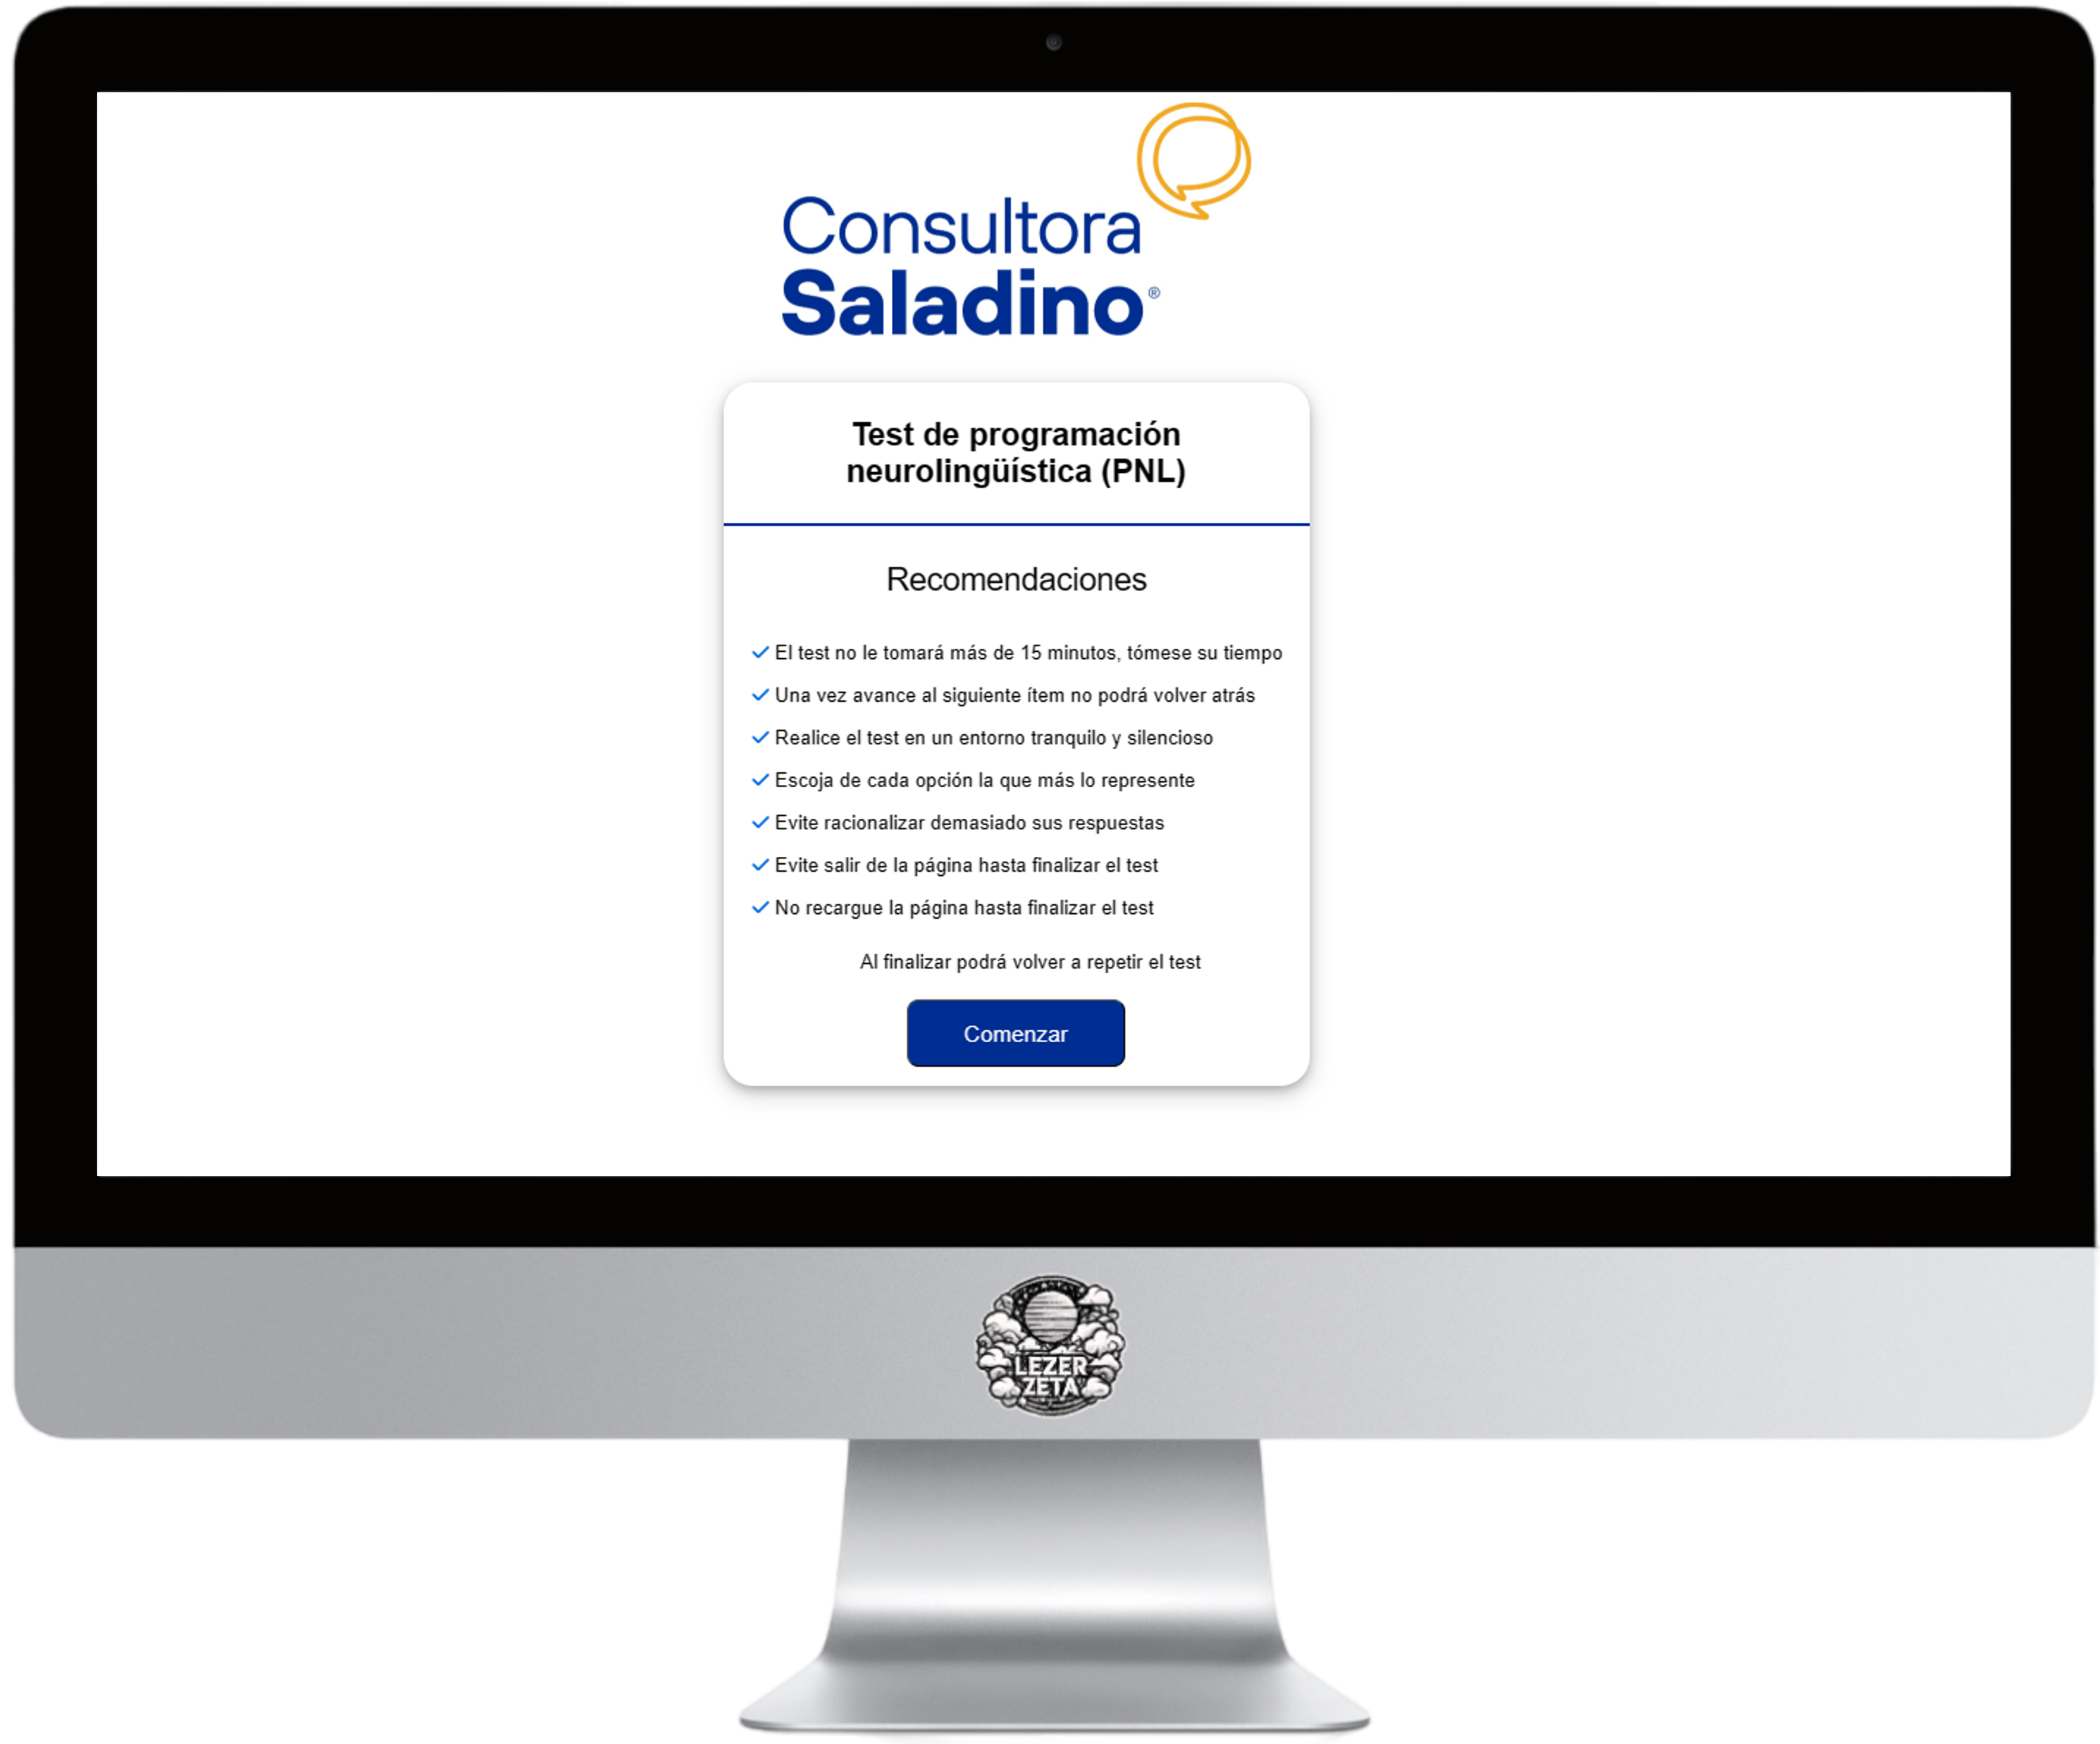 Consultora
Saladino®
Test de programación
neurolingüística (PNL)
Recomendaciones
El test no le tomará más de 15 minutos, tómese su tiempo
Una vez avance al siguiente ítem no podrá volver atrás
Realice el test en un entorno tranquilo y silencioso
Escoja de cada opción la que más lo represente
Evite racionalizar demasiado sus respuestas
Evite salir de la página hasta finalizar el test
No recargue la página hasta finalizar el test
Al finalizar podrá volver a repetir el test
Comenzar
LEZER
ZETA